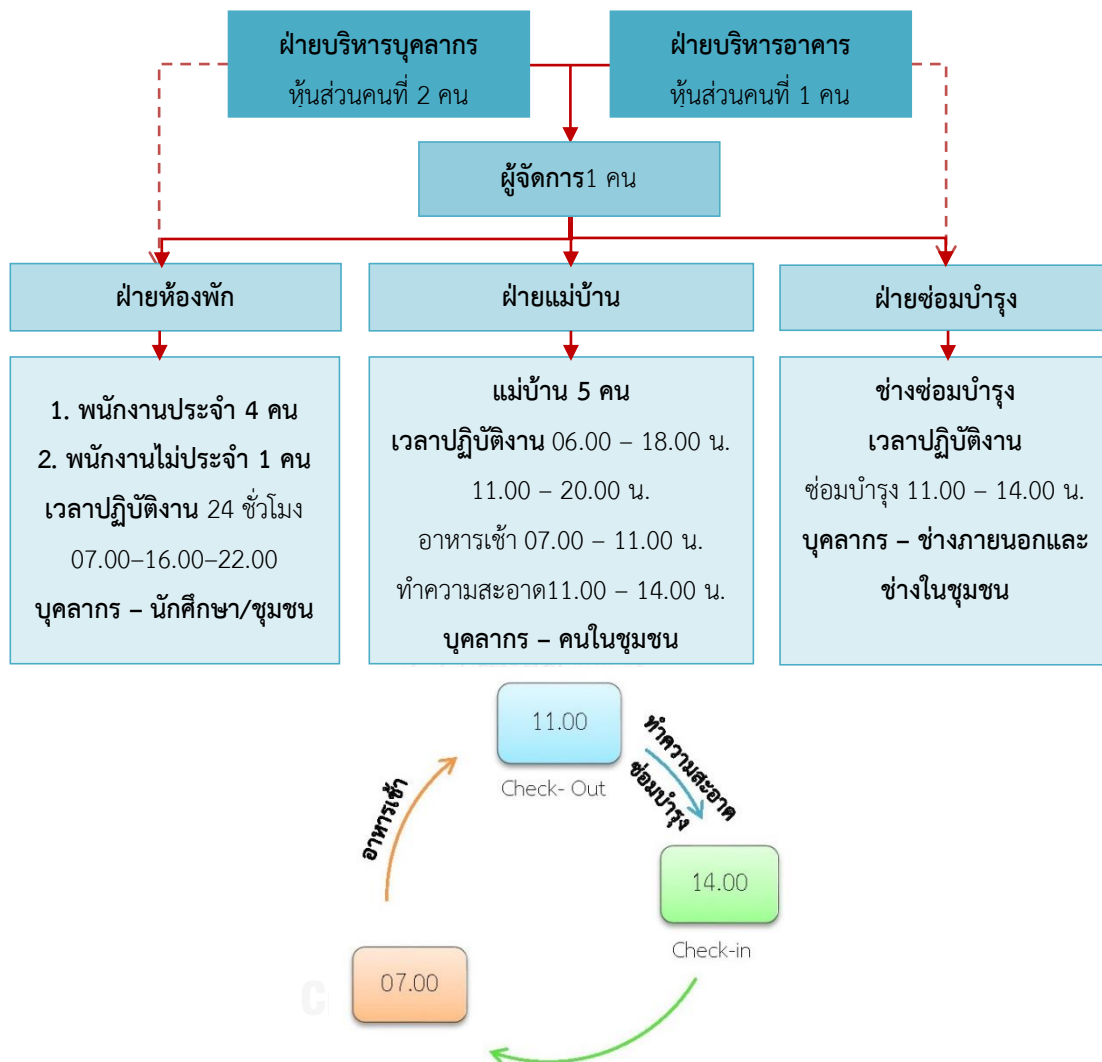 ฝ่ายบริหารบุคลากร
หุ้นส่วนคนที่ 2 คน
ฝ่ายบริหารอาคาร
หุ้นส่วนคนที่ 1 คน
ผู้จัดการ1 คน
ฝ่ายห้องพัก
ฝ่ายแม่บ้าน
ฝ่ายซ่อมบำรุง
1. พนักงานประจำ 4 คน
2. พนักงานไม่ประจำ 1 คน
เวลาปฏิบัติงาน 24 ชั่วโมง
07.00–16.00–22.00
บุคลากร – นักศึกษา/ชุมชน
แม่บ้าน 5 คน
เวลาปฏิบัติงาน 06.00 – 18.00 น.
11.00 – 20.00 น.
อาหารเช้า 07.00 – 11.00 น.
ทำความสะอาด11.00 – 14.00 น.
บุคลากร – คนในชุมชน
ช่างซ่อมบำรุง
เวลาปฏิบัติงาน
ซ่อมบำรุง 11.00 – 14.00 น.
บุคลากร – ช่างภายนอกและ
ช่างในชุมชน
11.00
Check- Out
ทำความสะอาด
ซ่อมบำรุง
อาหารเช้า
14.00
Check-in
07.00